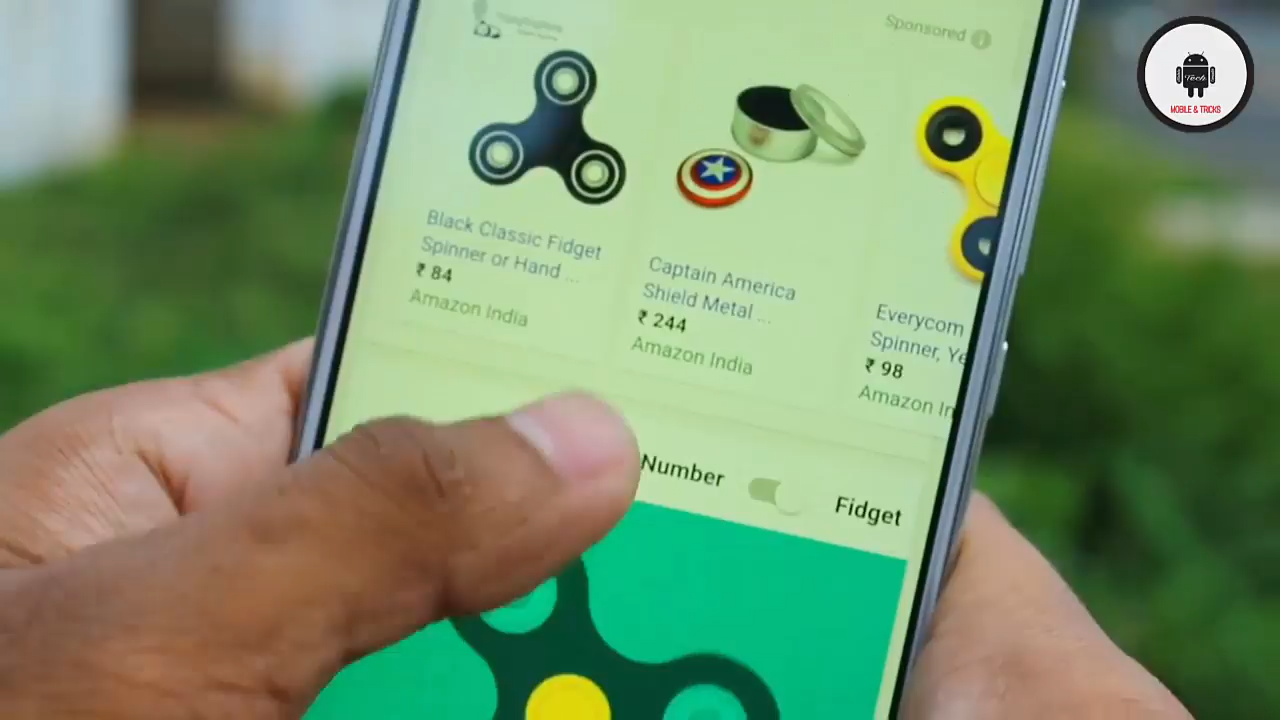 Sponsored
Black Classic Fidget
Spinner or Hand ...
₹ 84
Amazon India
Captain America
Shield Metal ...
₹ 244
Amazon India
Everycom
Spinner, Ye
₹ 98
Amazon In
Number
Fidget
Tech
MOBILE & TRICKS